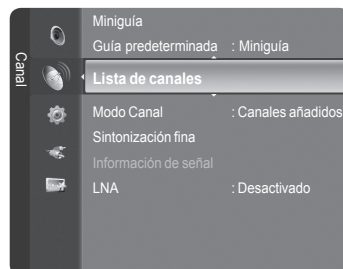 Canal
Miniguía
Guía predeterminada : Miniguía
Lista de canales
Modo Canal : Canales añadidos
Sintonización fina
Información de señal
LNA : Desactivado